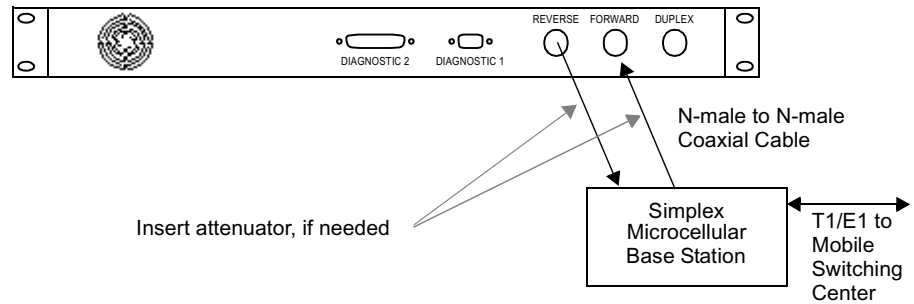 REVERSE FORWARD DUPLEX
DIAGNOSTIC 2 DIAGNOSTIC 1
N-male to N-male
Coaxial Cable
Insert attenuator, if needed
Simplex
Microcellular
Base Station
T1/E1 to
Mobile
Switching
Center